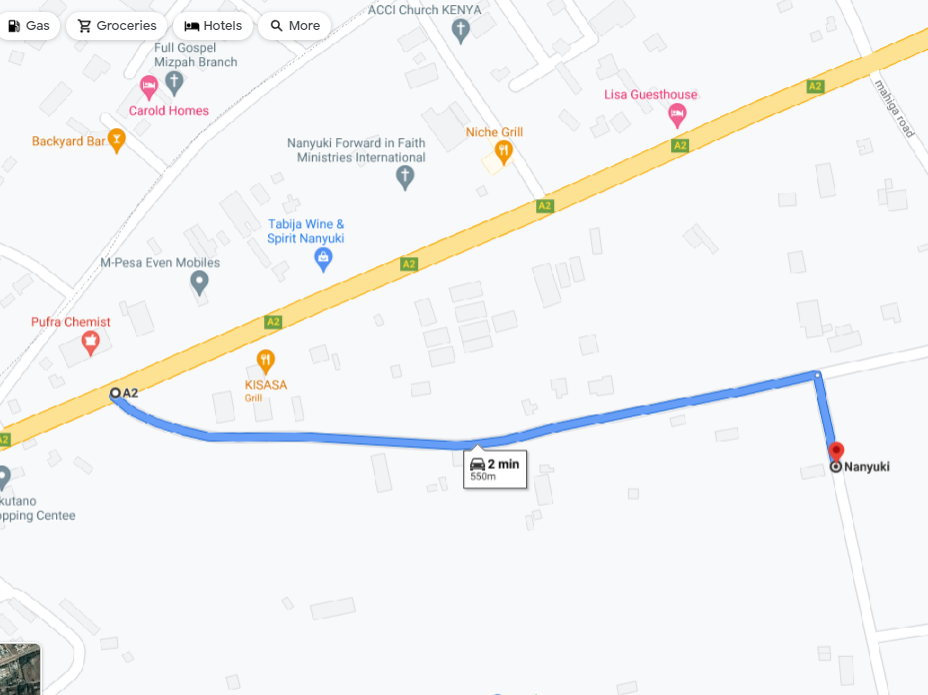 Gas
Groceries
Hotels
More
ACCI Church KENYA
Full Gospel
Mizpah Branch
Carold Homes
Lisa Guesthouse
A2
mahiga road
Backyard Bar
Nanyuki Forward in Faith
Ministries International
Niche Grill
A2
A2
Tabija Wine &
Spirit Nanyuki
M-Pesa Even Mobiles
A2
Pufra Chemist
A2
KISASA
Grill
A2
A2
2 min
550m
Nanyuki
kutano
pping Centee